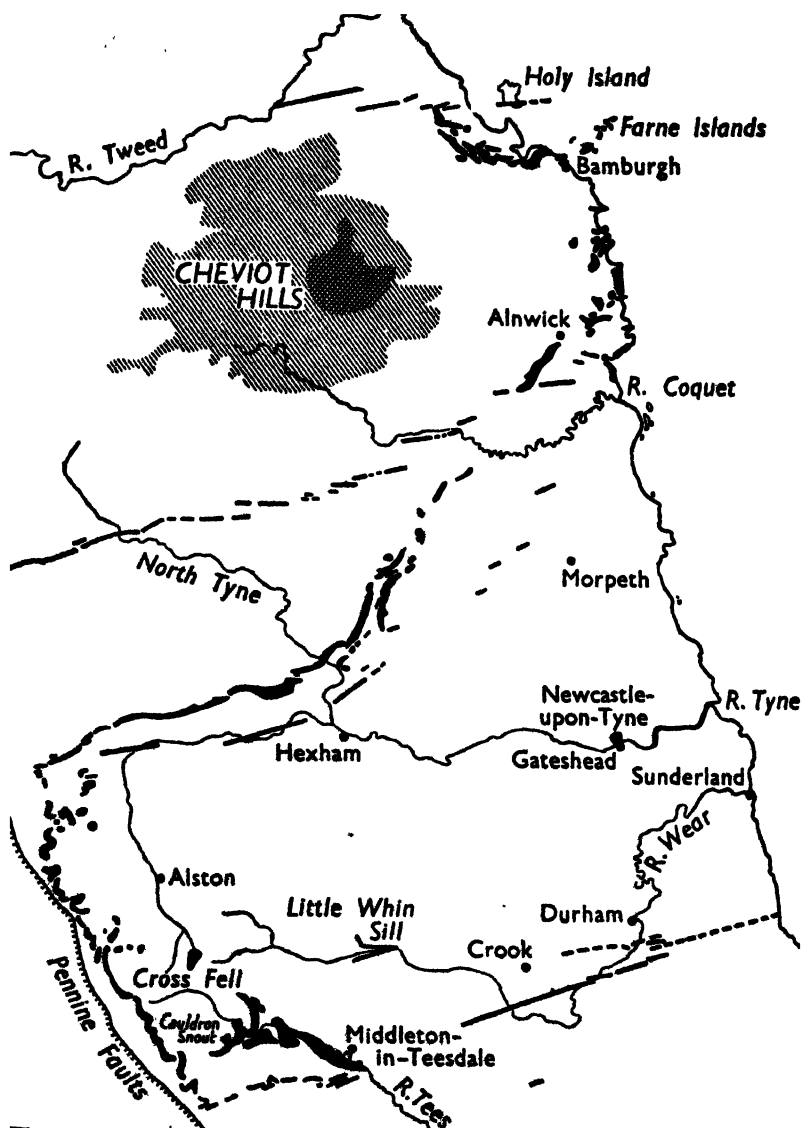 Holy Island
Farne Islands
R. Tweed
Bamburgh
CHEVIOT
HILLS
Alnwick
R. Coquet
North Tyne
Morpeth
Newcastle-
upon-Tyne
R. Tyne
Hexham
Gateshead
Sunderland
R. Wear
Alston
Little Whin
Sill
Durham
Crook
Cross Fell
Pennine Faults
Cauldron
Snout
Middleton-
in-Teesdale
R. Tees